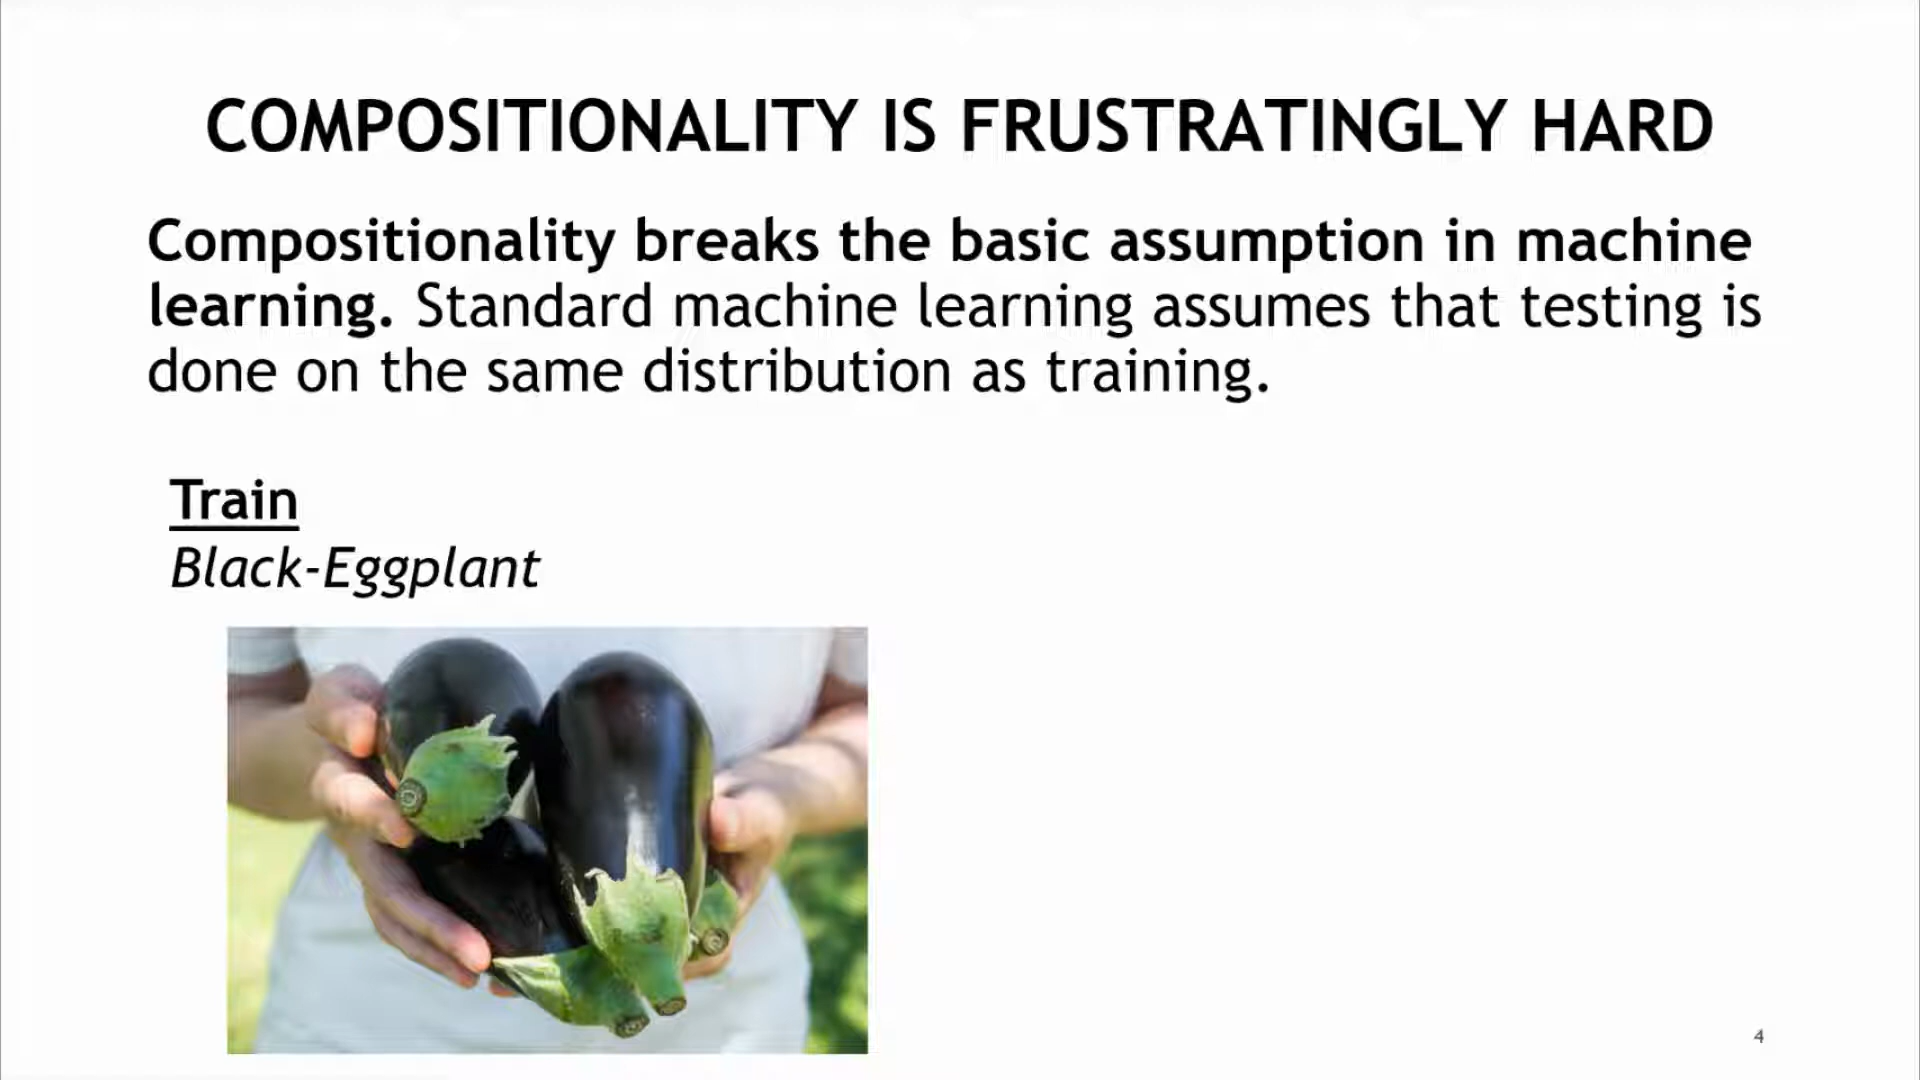 COMPOSITIONALITY IS FRUSTRATINGLY HARD
Compositionality breaks the basic assumption in machine
learning. Standard machine learning assumes that testing is
done on the same distribution as training.
Train
Black-Eggplant
4